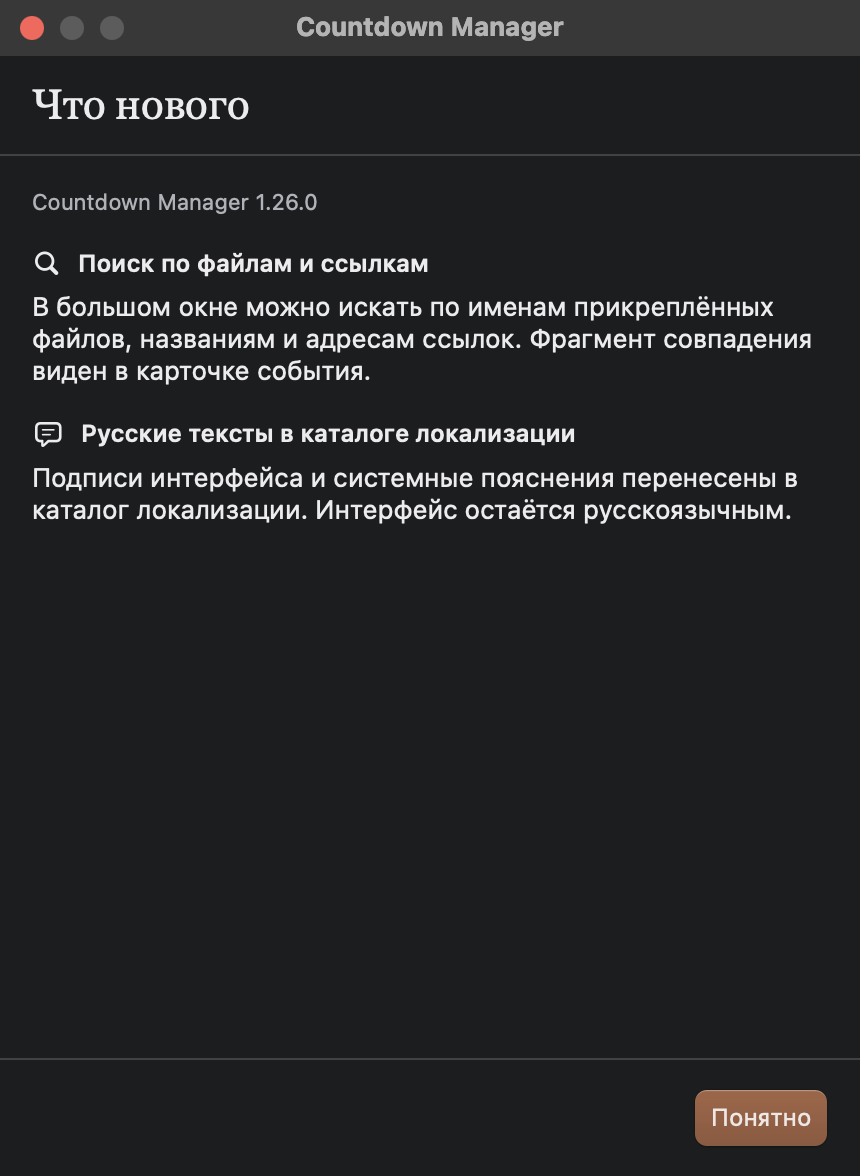 Countdown Manager
Что нового
Countdown Manager 1.26.0
Поиск по файлам и ссылкам
В большом окне можно искать по именам прикреплённых
файлов, названиям и адресам ссылок. Фрагмент совпадения
виден в карточке события.
Русские тексты в каталоге локализации
Подписи интерфейса и системные пояснения перенесены в
каталог локализации. Интерфейс остаётся русскоязычным.
Понятно